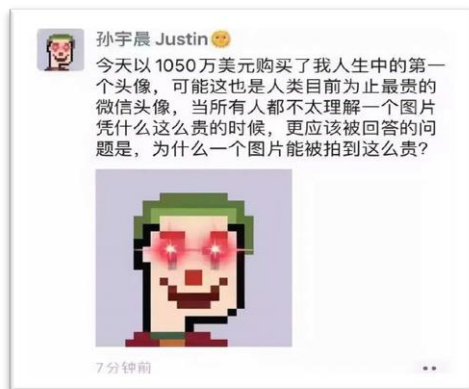 孙宇晨 Justin🌝
今天以1050万美元购买了我人生中的第一
个头像，可能这也是人类目前为止最贵的
微信头像，当所有人都不太理解一个图片
凭什么这么贵的时候，更应该被回答的问
题是，为什么一个图片能被拍到这么贵？
7分钟前